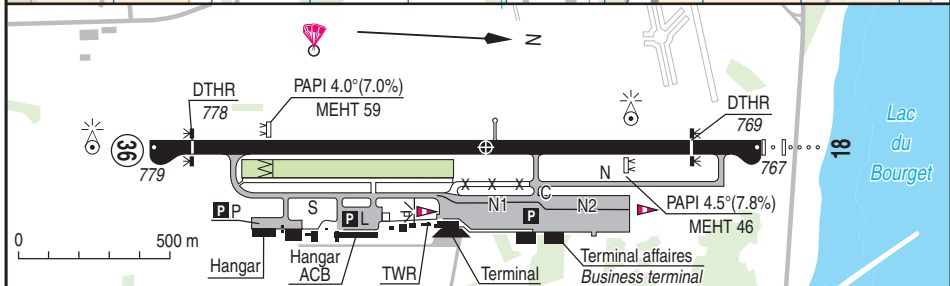 N
PAPI 4.0°(7.0%)
MEHT 59
DTHR
778
DTHR
769
36
779
767
18
Lac
du
Bourget
N
C
PAPI 4.5°(7.8%)
MEHT 46
P P
S
P L
N1
P
N2
0
500 m
Hangar
Hangar
ACB
TWR
Terminal
Terminal affaires
Business terminal